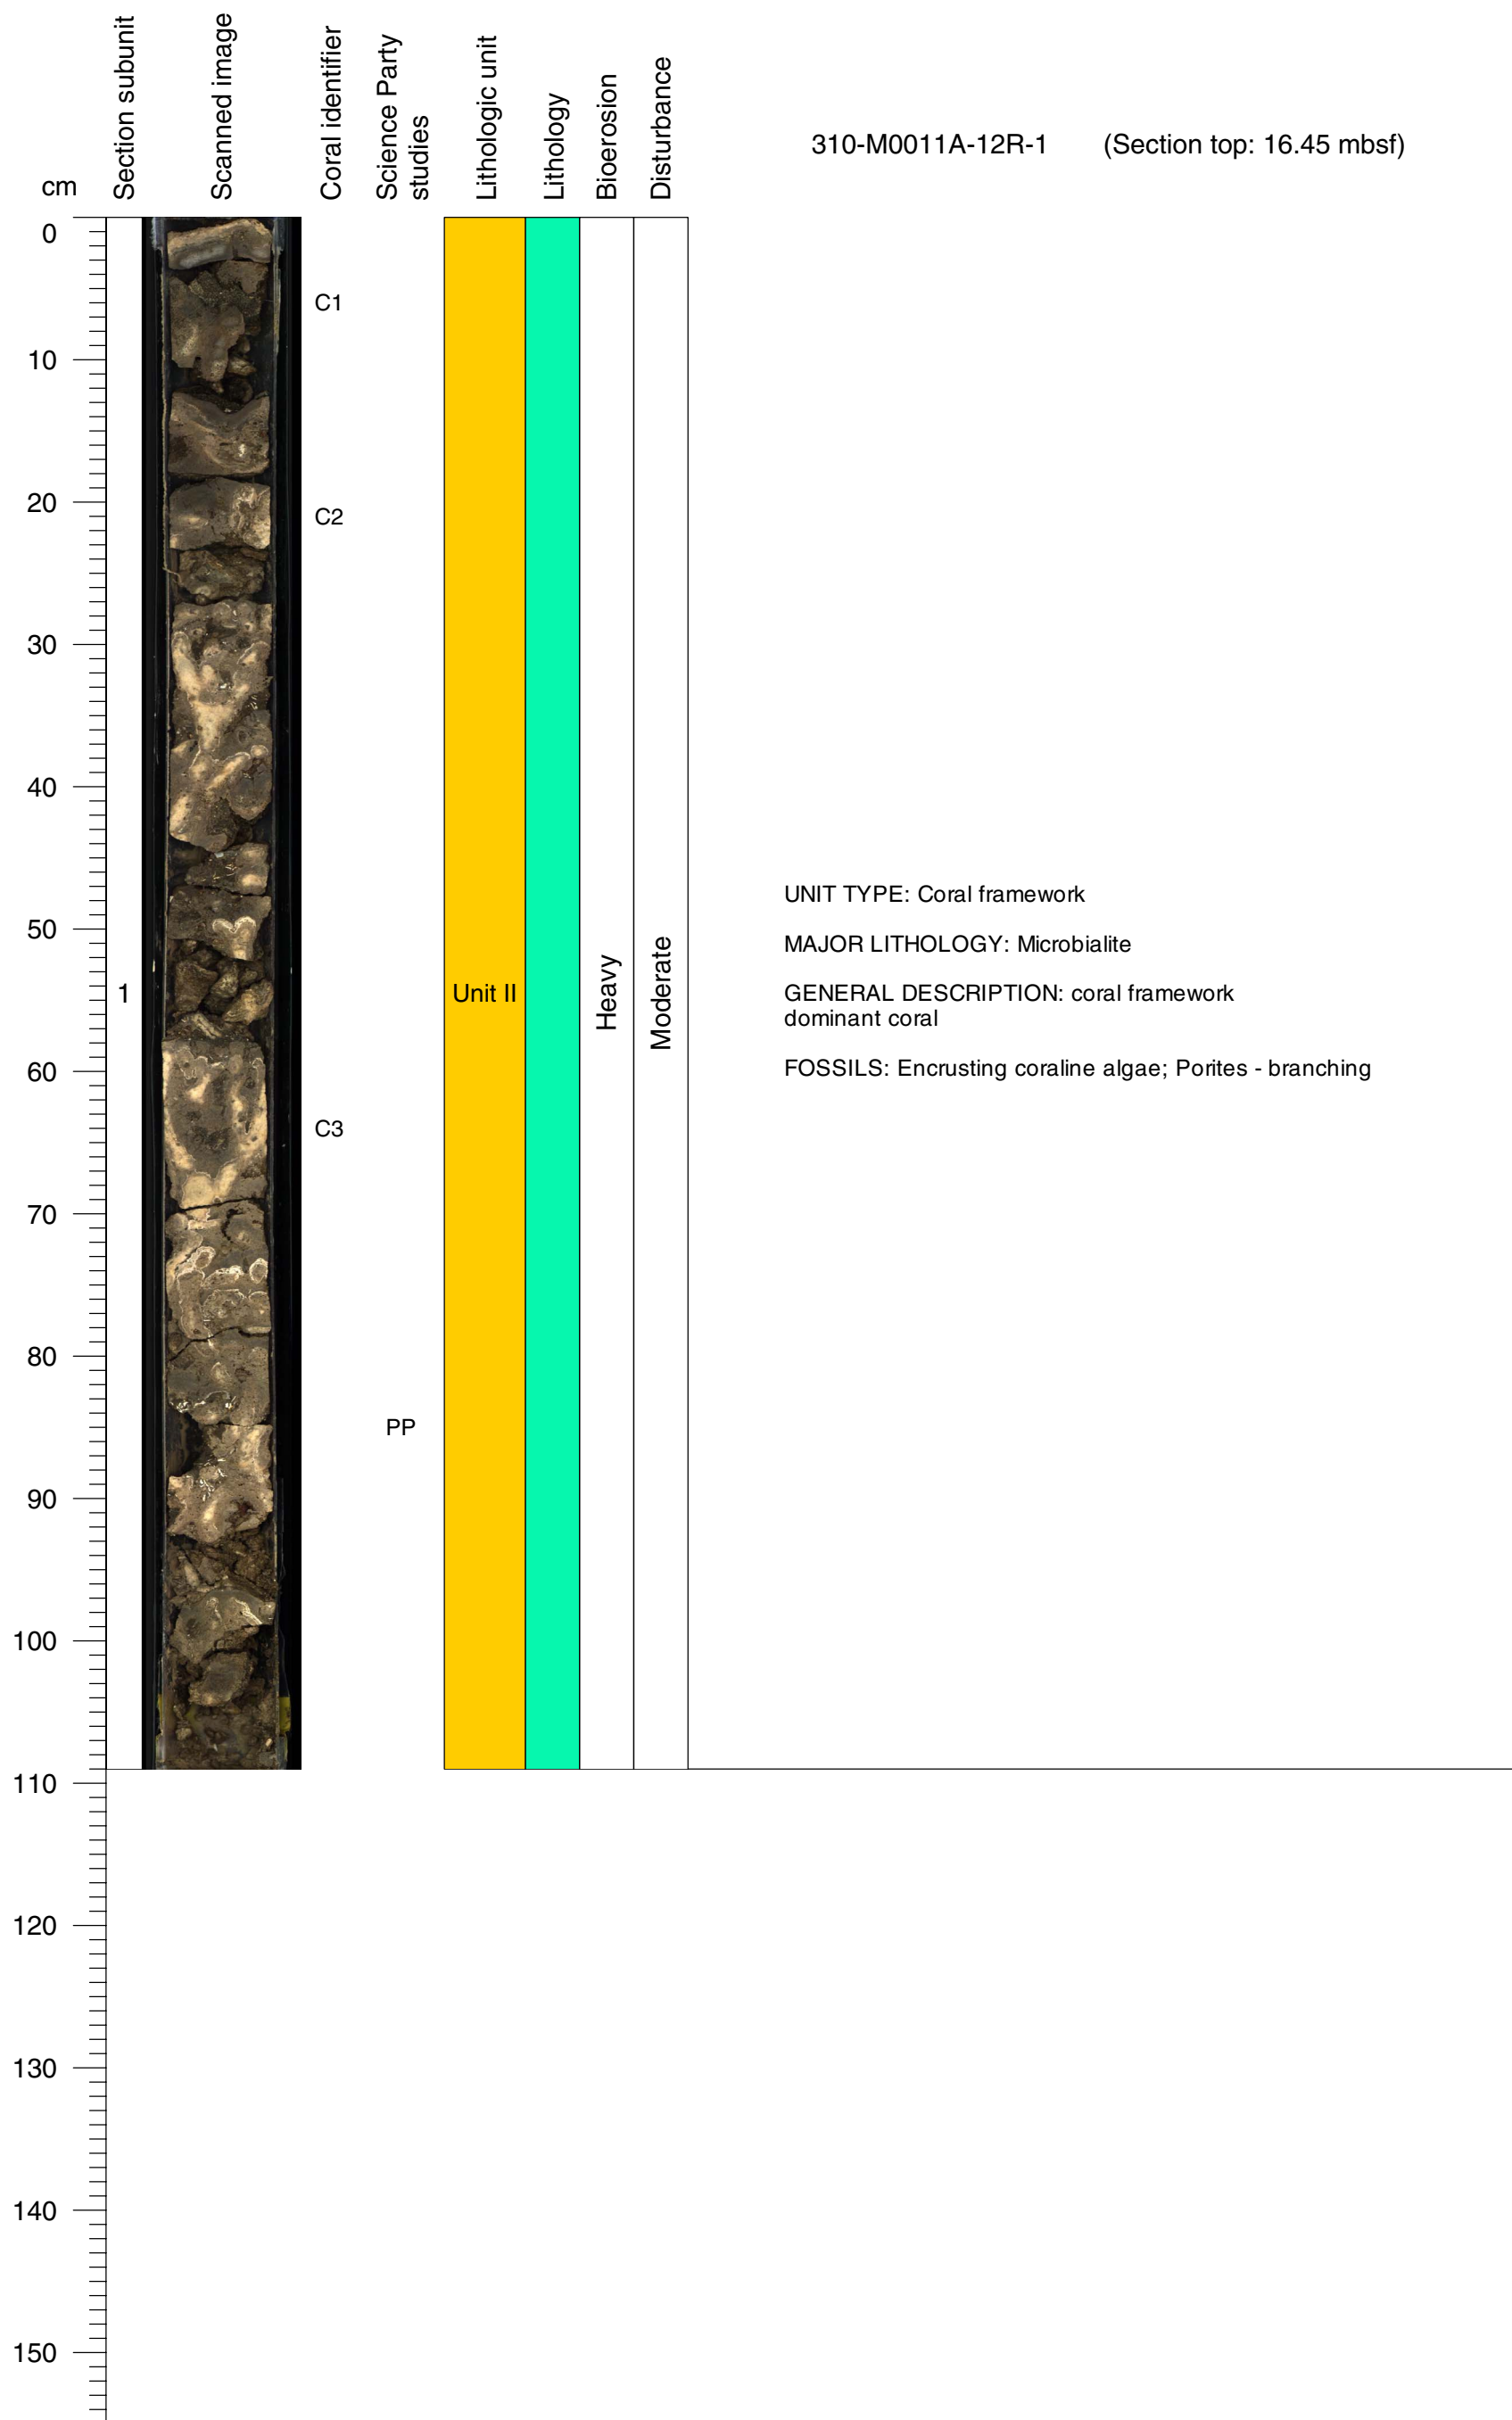 cm
Section subunit
Scanned image
Coral identifier
Science Party
studies
Lithologic unit
Lithology
Bioerosion
Disturbance
310-M0011A-12R-1 (Section top: 16.45 mbsf)
0
C1
10
20
C2
30
40
UNIT TYPE: Coral framework
50
MAJOR LITHOLOGY: Microbialite
1
Unit II
Heavy
Moderate
GENERAL DESCRIPTION: coral framework
dominant coral
60
FOSSILS: Encrusting coraline algae; Porites - branching
C3
70
80
PP
90
100
110
120
130
140
150